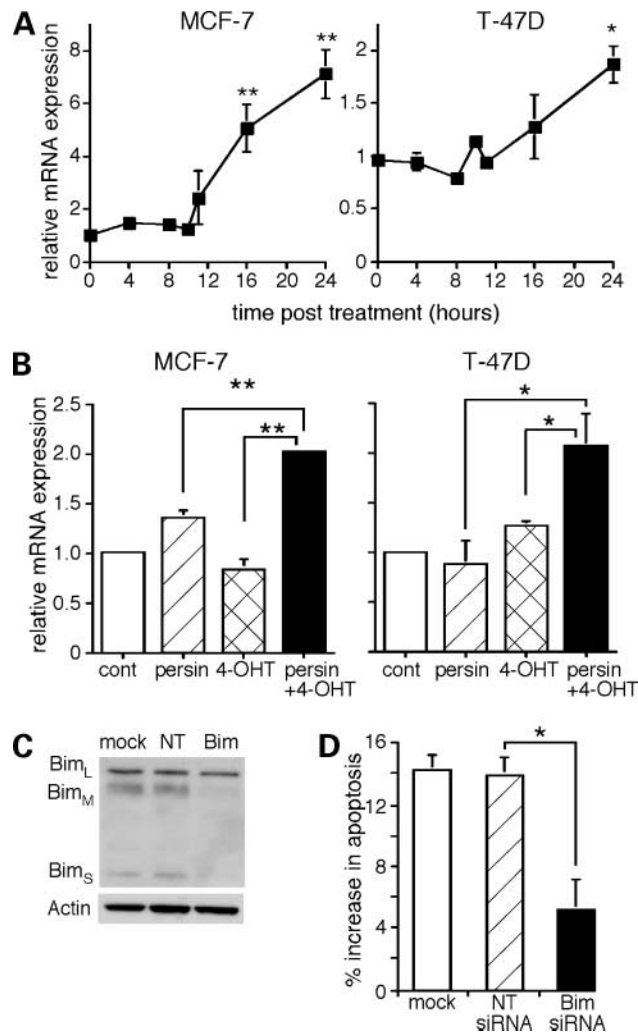 A
MCF-7
T-47D
relative mRNA expression
8
6
4
2
0
**
**
0 4 8 12 16 20 24
2
1.5
1
0.5
0
*
0 4 8 12 16 20 24
time post treatment (hours)
B
MCF-7
T-47D
relative mRNA expression
2.5
2.0
1.5
1.0
0.5
0
**
**
*
*
cont persin 4-OHT persin
+4-OHT
cont persin 4-OHT persin
+4-OHT
C
mock NT Bim
BimL
BimM
BimS
Actin
D
% increase in apoptosis
16
12
8
4
0
*
mock NT
siRNA
Bim
siRNA